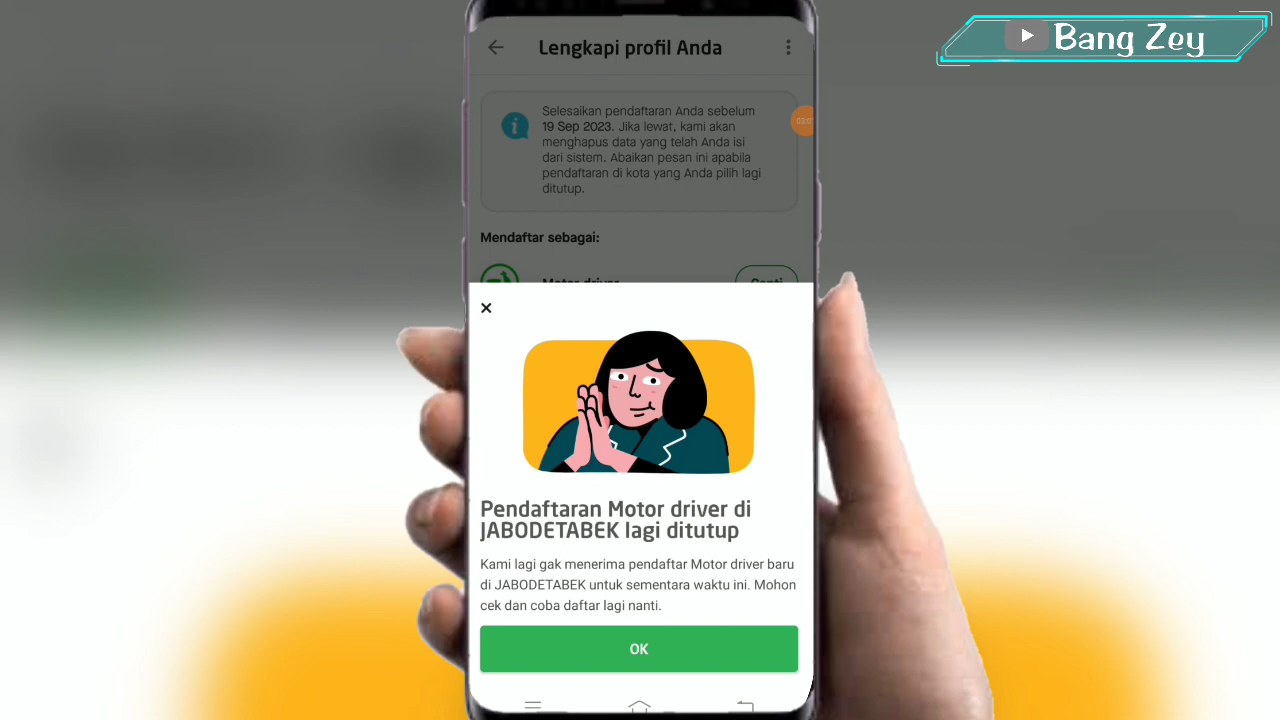 Bang Zey
Lengkapi profil Anda
Selesaikan pendaftaran Anda sebelum
19 Sep 2023. Jika lewat, kami akan
menghapus data yang telah Anda isi
dari sistem. Abaikan pesan ini apabila
pendaftaran di kota yang Anda pilih lagi
ditutup.
Mendaftar sebagai:
Motor driver
Ganti
Pendaftaran Motor driver di
JABODETABEK lagi ditutup
Kami lagi gak menerima pendaftar Motor driver baru
di JABODETABEK untuk sementara waktu ini. Mohon
cek dan coba daftar lagi nanti.
OK